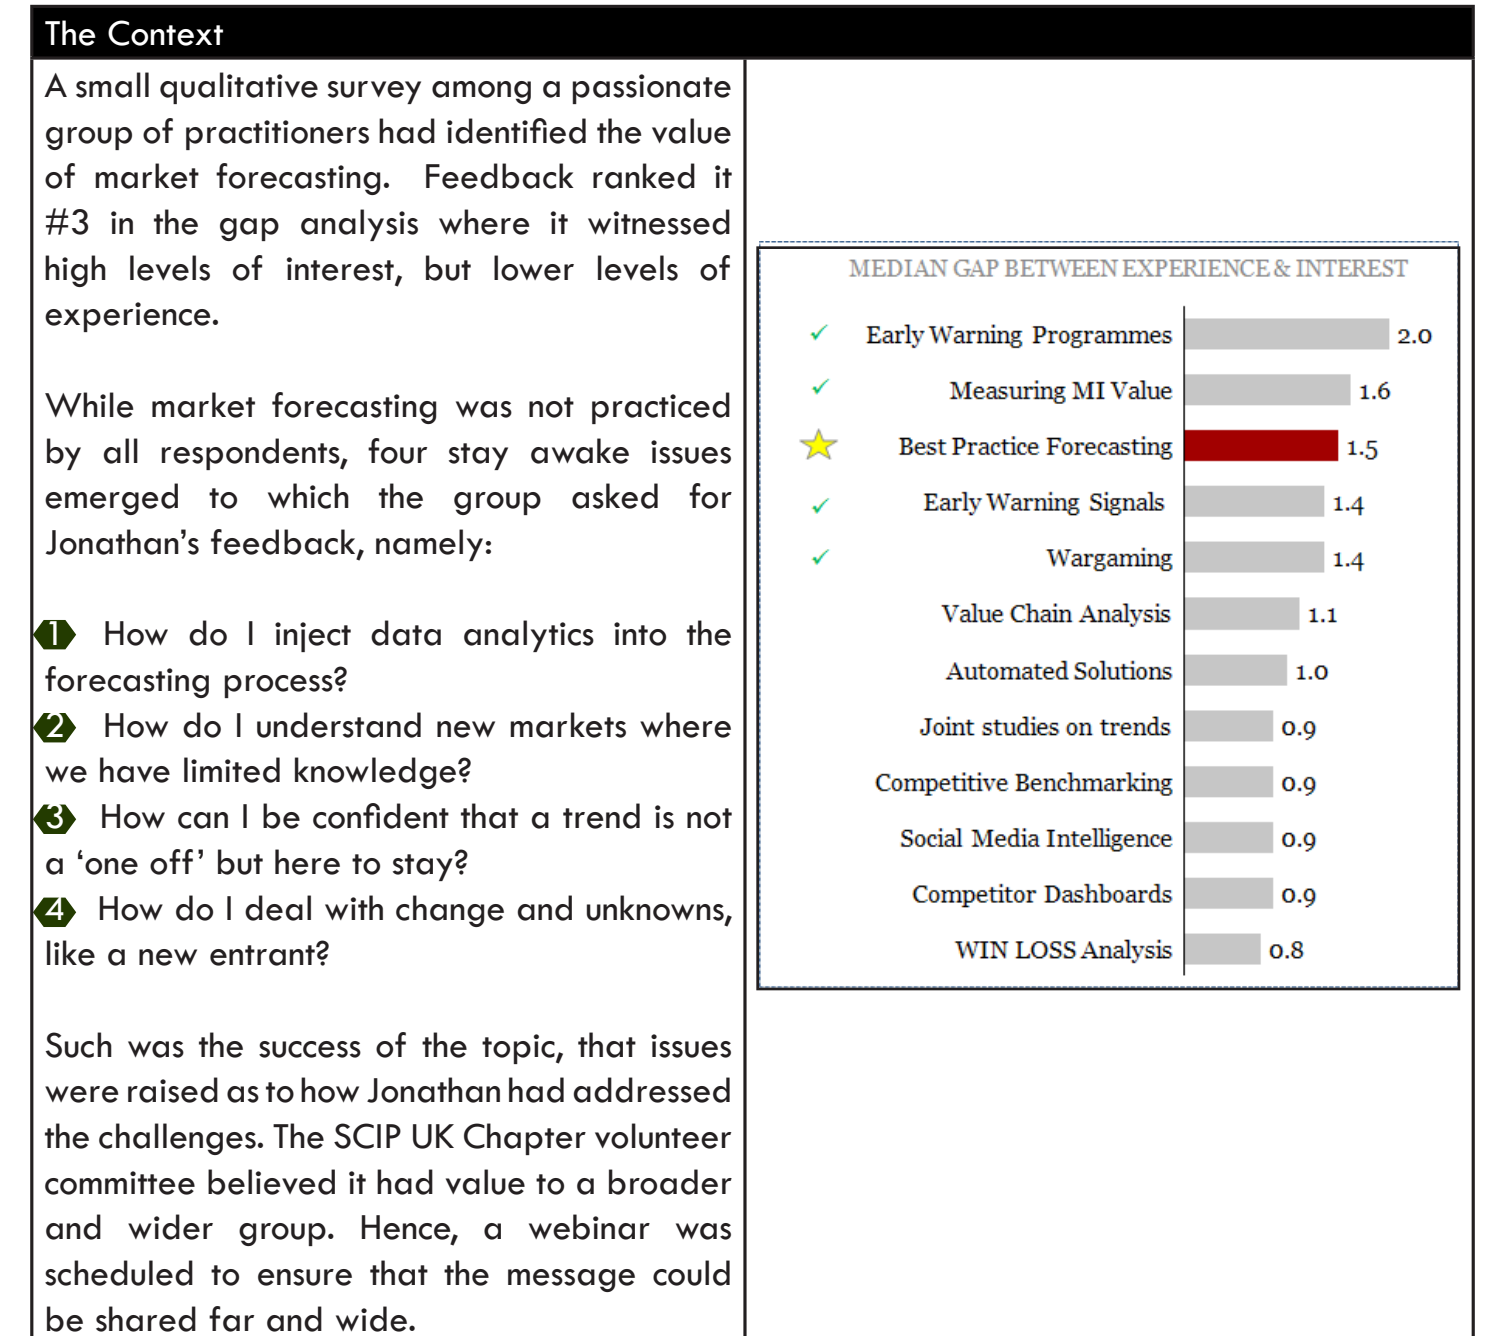 The Context
A small qualitative survey among a passionate
group of practitioners had identified the value
of market forecasting. Feedback ranked it
#3 in the gap analysis where it witnessed
high levels of interest, but lower levels of
experience.
While market forecasting was not practiced
by all respondents, four stay awake issues
emerged to which the group asked for
Jonathan’s feedback, namely:
1 How do I inject data analytics into the
forecasting process?
2 How do I understand new markets where
we have limited knowledge?
3 How can I be confident that a trend is not
a ‘one off’ but here to stay?
4 How do I deal with change and unknowns,
like a new entrant?
Such was the success of the topic, that issues
were raised as to how Jonathan had addressed
the challenges. The SCIP UK Chapter volunteer
committee believed it had value to a broader
and wider group. Hence, a webinar was
scheduled to ensure that the message could
be shared far and wide.
MEDIAN GAP BETWEEN EXPERIENCE & INTEREST
Early Warning Programmes 2.0
Measuring MI Value 1.6
Best Practice Forecasting 1.5
Early Warning Signals 1.4
Wargaming 1.4
Value Chain Analysis 1.1
Automated Solutions 1.0
Joint studies on trends 0.9
Competitive Benchmarking 0.9
Social Media Intelligence 0.9
Competitor Dashboards 0.9
WIN LOSS Analysis 0.8